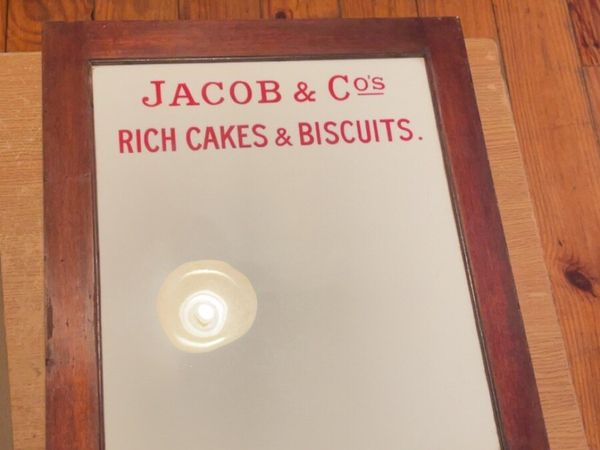 JACOB & Co's
RICH CAKES & BISCUITS.